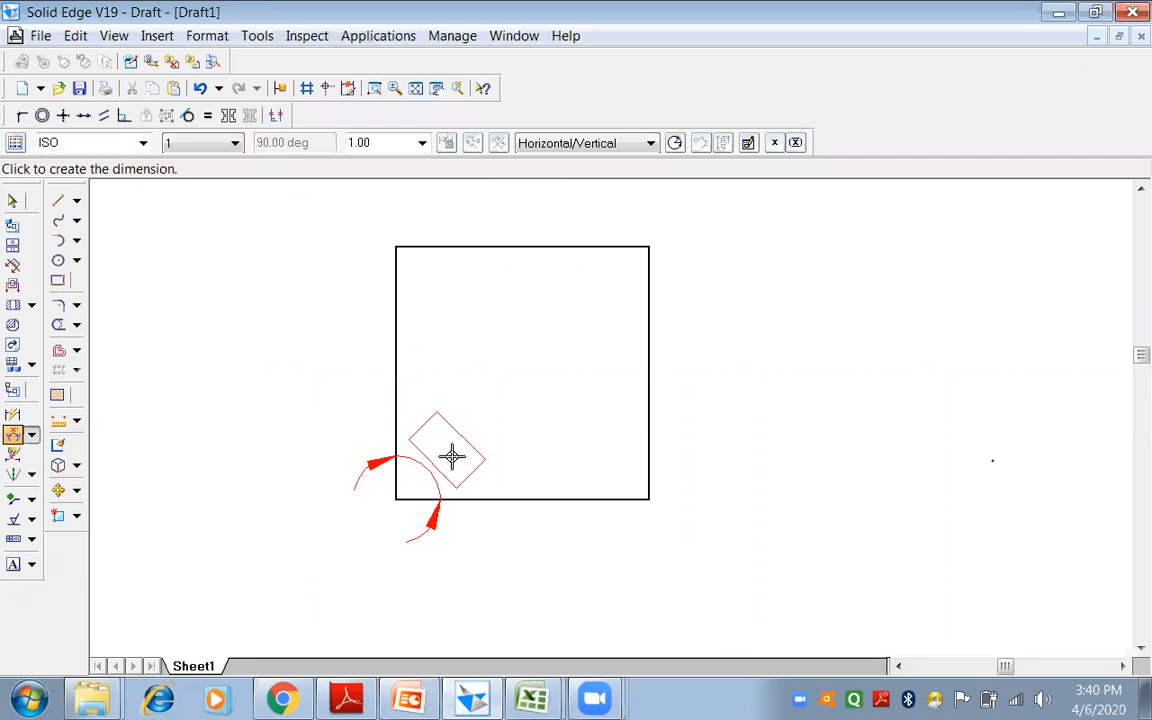 Solid Edge V19 - Draft - [Draft1]
File Edit View Insert Format Tools Inspect Applications Manage Window Help
ISO 1 90.00 deg 1.00 Horizontal/Vertical
Click to create the dimension.
A
Sheet1
3:40 PM
4/6/2020